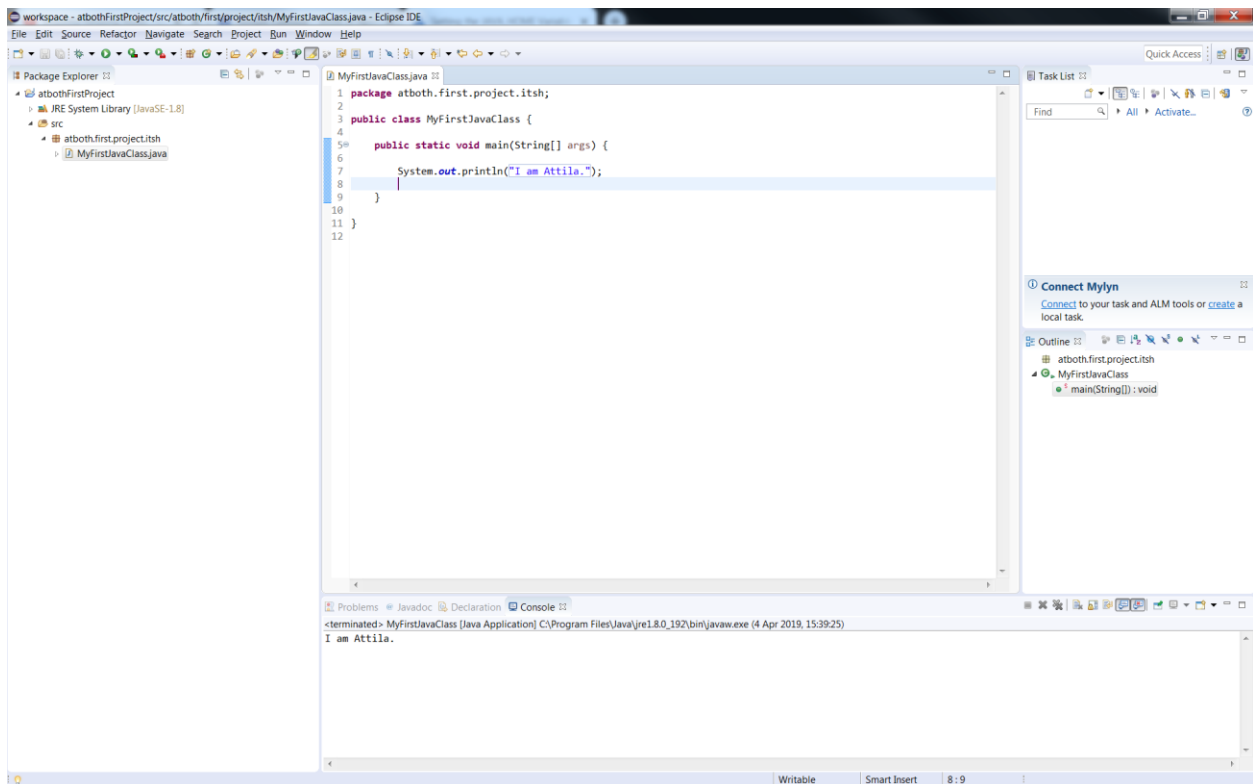 workspace - atbothFirstProject/src/atboth/first/project/itsh/MyFirstJavaClass.java - Eclipse IDE
File Edit Source Refactor Navigate Search Project Run Window Help
Quick Access
Package Explorer
atbothFirstProject
JRE System Library [JavaSE-1.8]
src
atboth.first.project.itsh
MyFirstJavaClass.java
MyFirstJavaClass.java
1 package atboth.first.project.itsh;
2
3 public class MyFirstJavaClass {
4
5 public static void main(String[] args) {
6
7 System.out.println("I am Attila.");
8
9 }
10
11 }
12
Task List
Find All Activate...
Connect Mylyn
Connect to your task and ALM tools or create a
local task.
Outline
atboth.first.project.itsh
MyFirstJavaClass
main(String[]) : void
Problems Javadoc Declaration Console
<terminated> MyFirstJavaClass [Java Application] C:\Program Files\Java\jre1.8.0_192\bin\javaw.exe (4 Apr 2019, 15:39:25)
I am Attila.
Writable Smart Insert 8 : 9